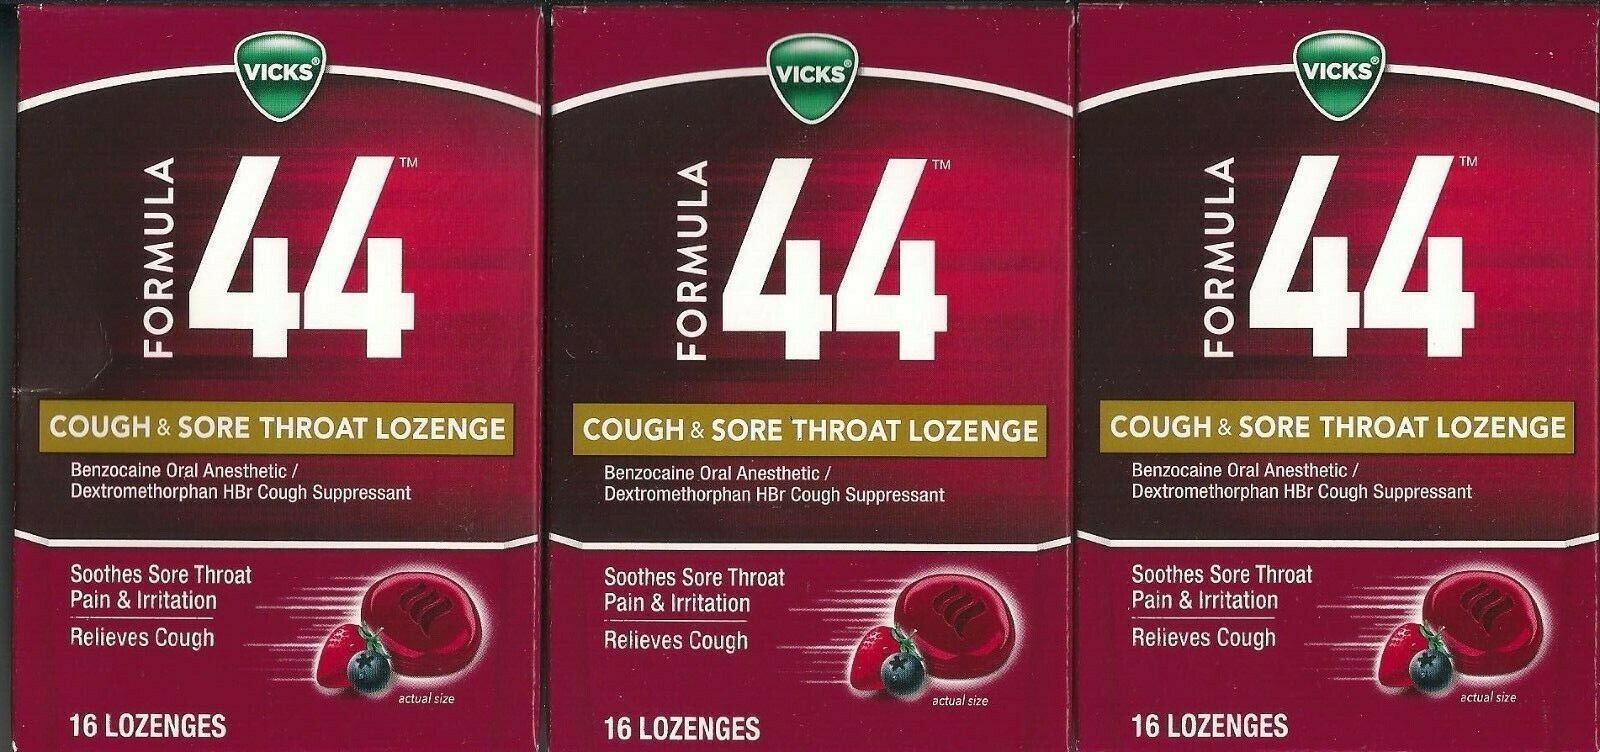 VICKS®
FORMULA
44™
COUGH & SORE THROAT LOZENGE
Benzocaine Oral Anesthetic /
Dextromethorphan HBr Cough Suppressant
Soothes Sore Throat
Pain & Irritation
Relieves Cough
actual size
16 LOZENGES
VICKS®
FORMULA
44™
COUGH & SORE THROAT LOZENGE
Benzocaine Oral Anesthetic /
Dextromethorphan HBr Cough Suppressant
Soothes Sore Throat
Pain & Irritation
Relieves Cough
actual size
16 LOZENGES
VICKS®
FORMULA
44™
COUGH & SORE THROAT LOZENGE
Benzocaine Oral Anesthetic /
Dextromethorphan HBr Cough Suppressant
Soothes Sore Throat
Pain & Irritation
Relieves Cough
actual size
16 LOZENGES